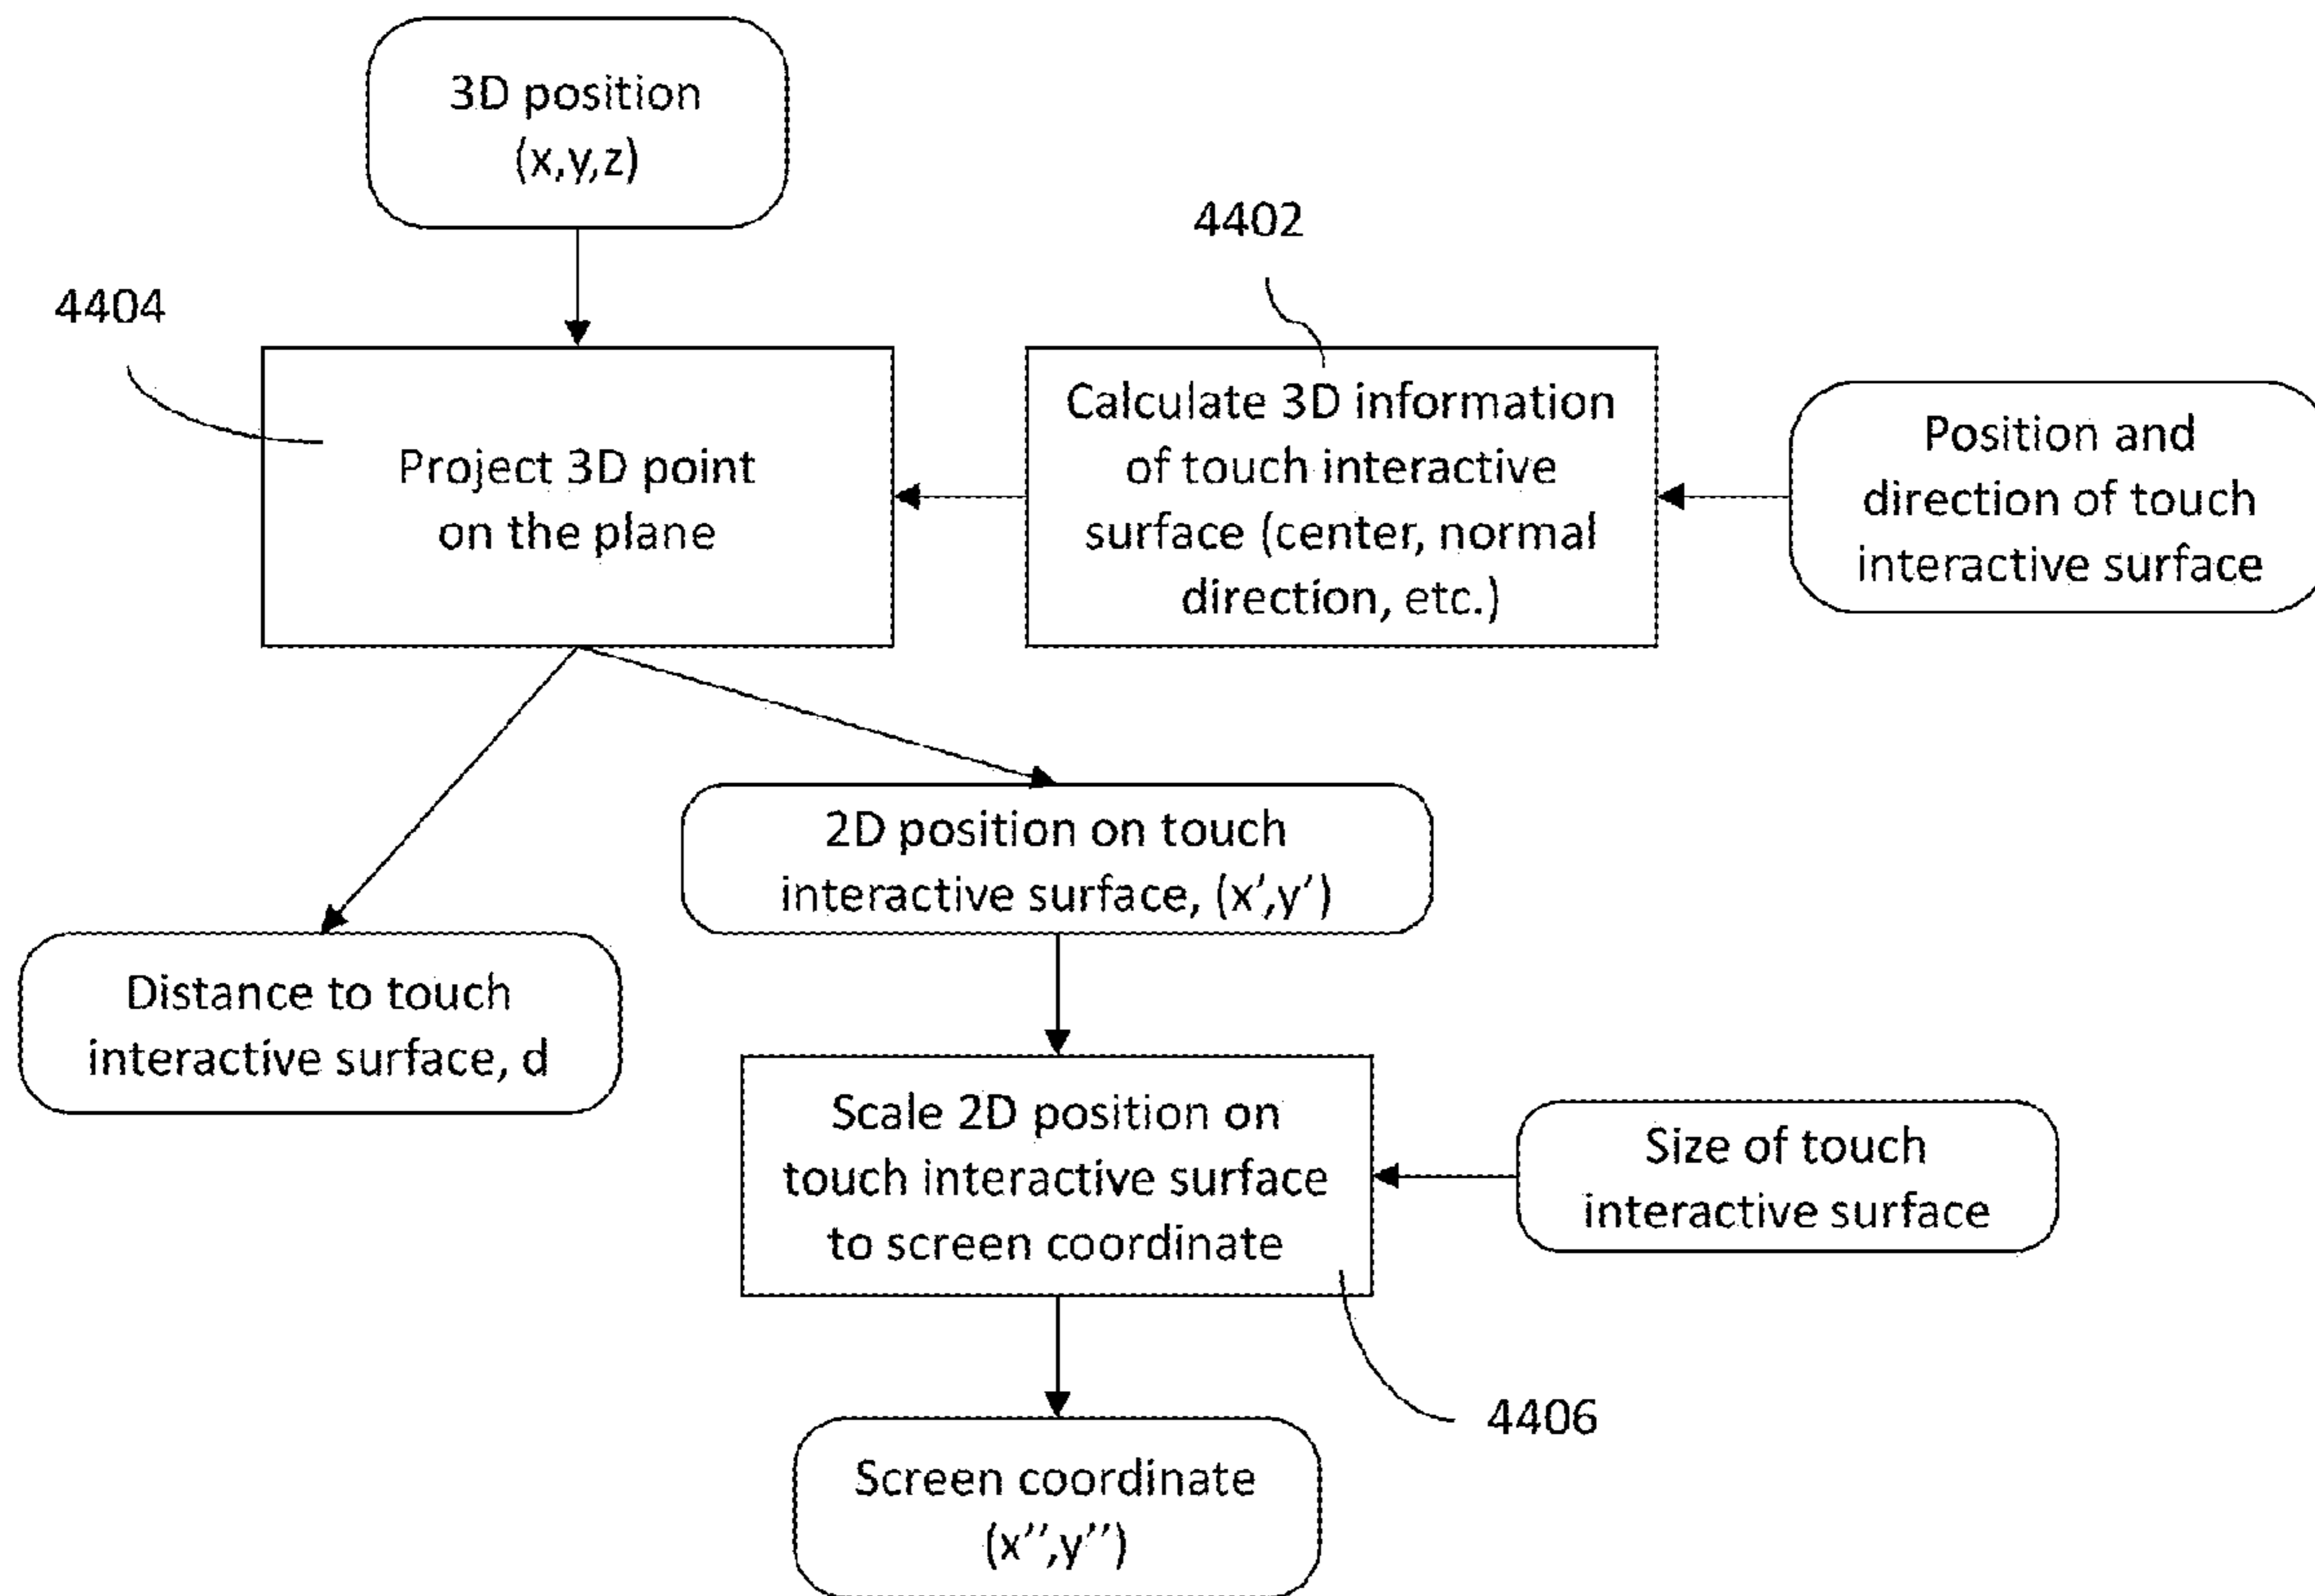 3D position
(x,y,z)
4402
4404
Project 3D point
on the plane
Calculate 3D information
of touch interactive
surface (center, normal
direction, etc.)
Position and
direction of touch
interactive surface
2D position on touch
interactive surface, (x',y')
Distance to touch
interactive surface, d
Scale 2D position on
touch interactive surface
to screen coordinate
Size of touch
interactive surface
4406
Screen coordinate
(x'',y'')